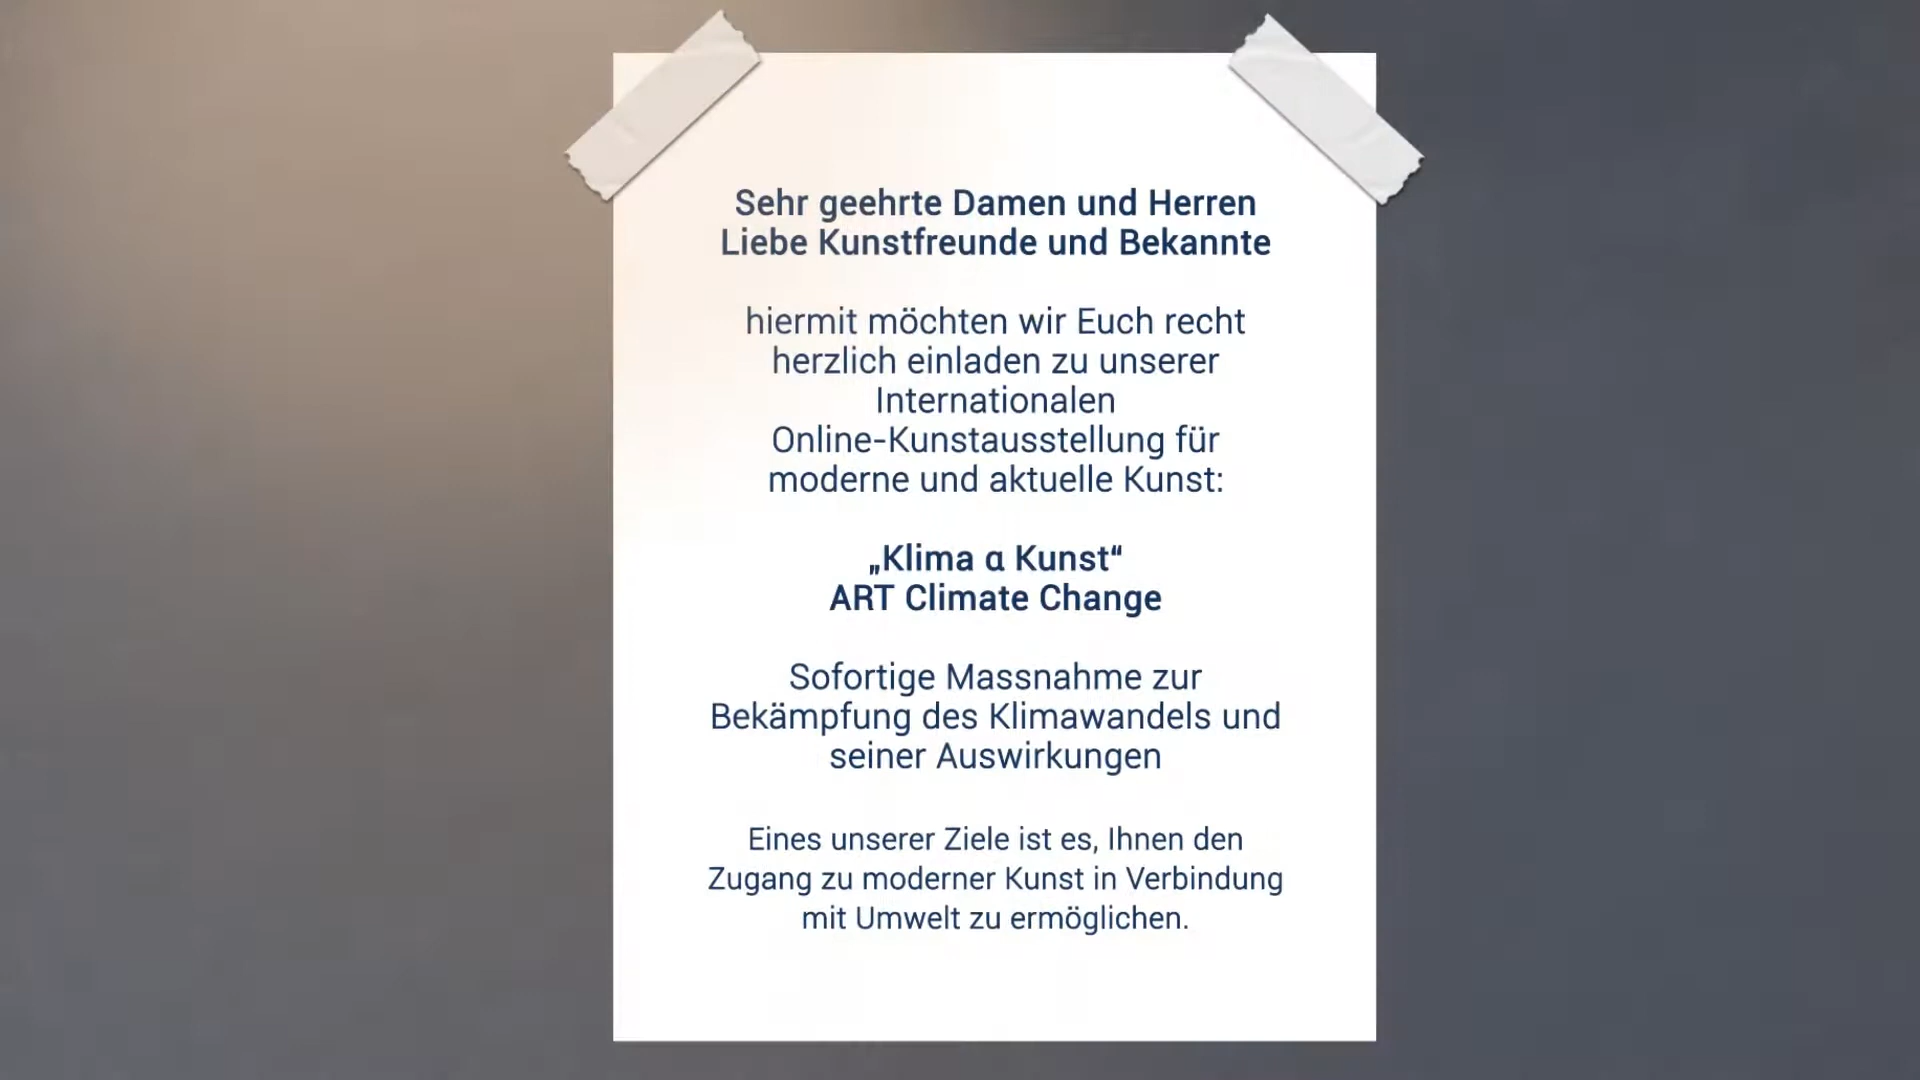 Sehr geehrte Damen und Herren
Liebe Kunstfreunde und Bekannte
hiermit möchten wir Euch recht
herzlich einladen zu unserer
Internationalen
Online-Kunstausstellung für
moderne und aktuelle Kunst:
„Klima α Kunst“
ART Climate Change
Sofortige Massnahme zur
Bekämpfung des Klimawandels und
seiner Auswirkungen
Eines unserer Ziele ist es, Ihnen den
Zugang zu moderner Kunst in Verbindung
mit Umwelt zu ermöglichen.